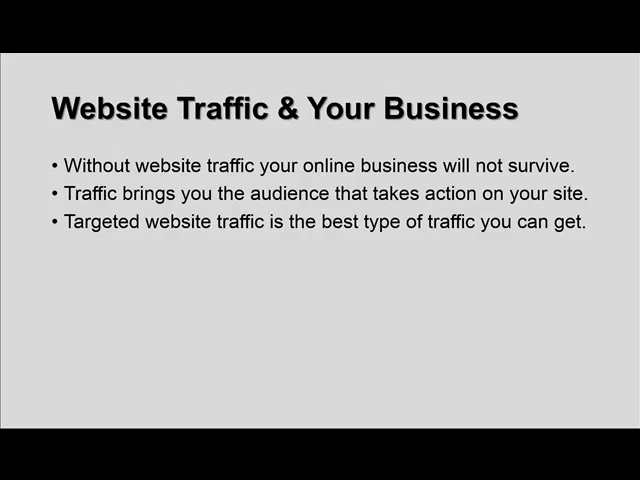 Website Traffic & Your Business
• Without website traffic your online business will not survive.
• Traffic brings you the audience that takes action on your site.
• Targeted website traffic is the best type of traffic you can get.